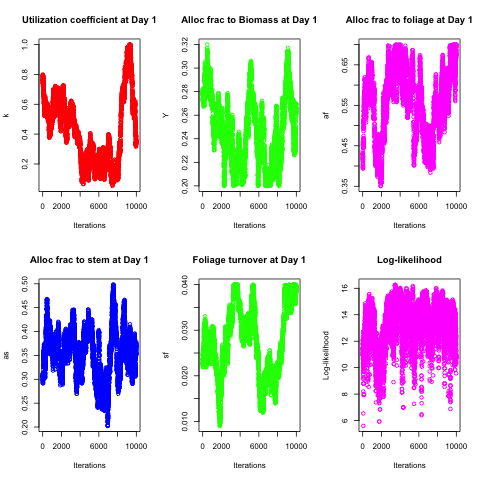 Utilization coefficient at Day 1
k
1.0
0.8
0.6
0.4
0.2
0 2000 6000 10000
Iterations
Alloc frac to Biomass at Day 1
Y
0.32
0.30
0.28
0.26
0.24
0.22
0.20
0 2000 6000 10000
Iterations
Alloc frac to foliage at Day 1
af
0.65
0.55
0.45
0.35
0 2000 6000 10000
Iterations
Alloc frac to stem at Day 1
as
0.50
0.45
0.40
0.35
0.30
0.25
0.20
0 2000 6000 10000
Iterations
Foliage turnover at Day 1
sf
0.040
0.030
0.020
0.010
0 2000 6000 10000
Iterations
Log-likelihood
Log-likelihood
16
14
12
10
8
6
0 2000 6000 10000
Iterations